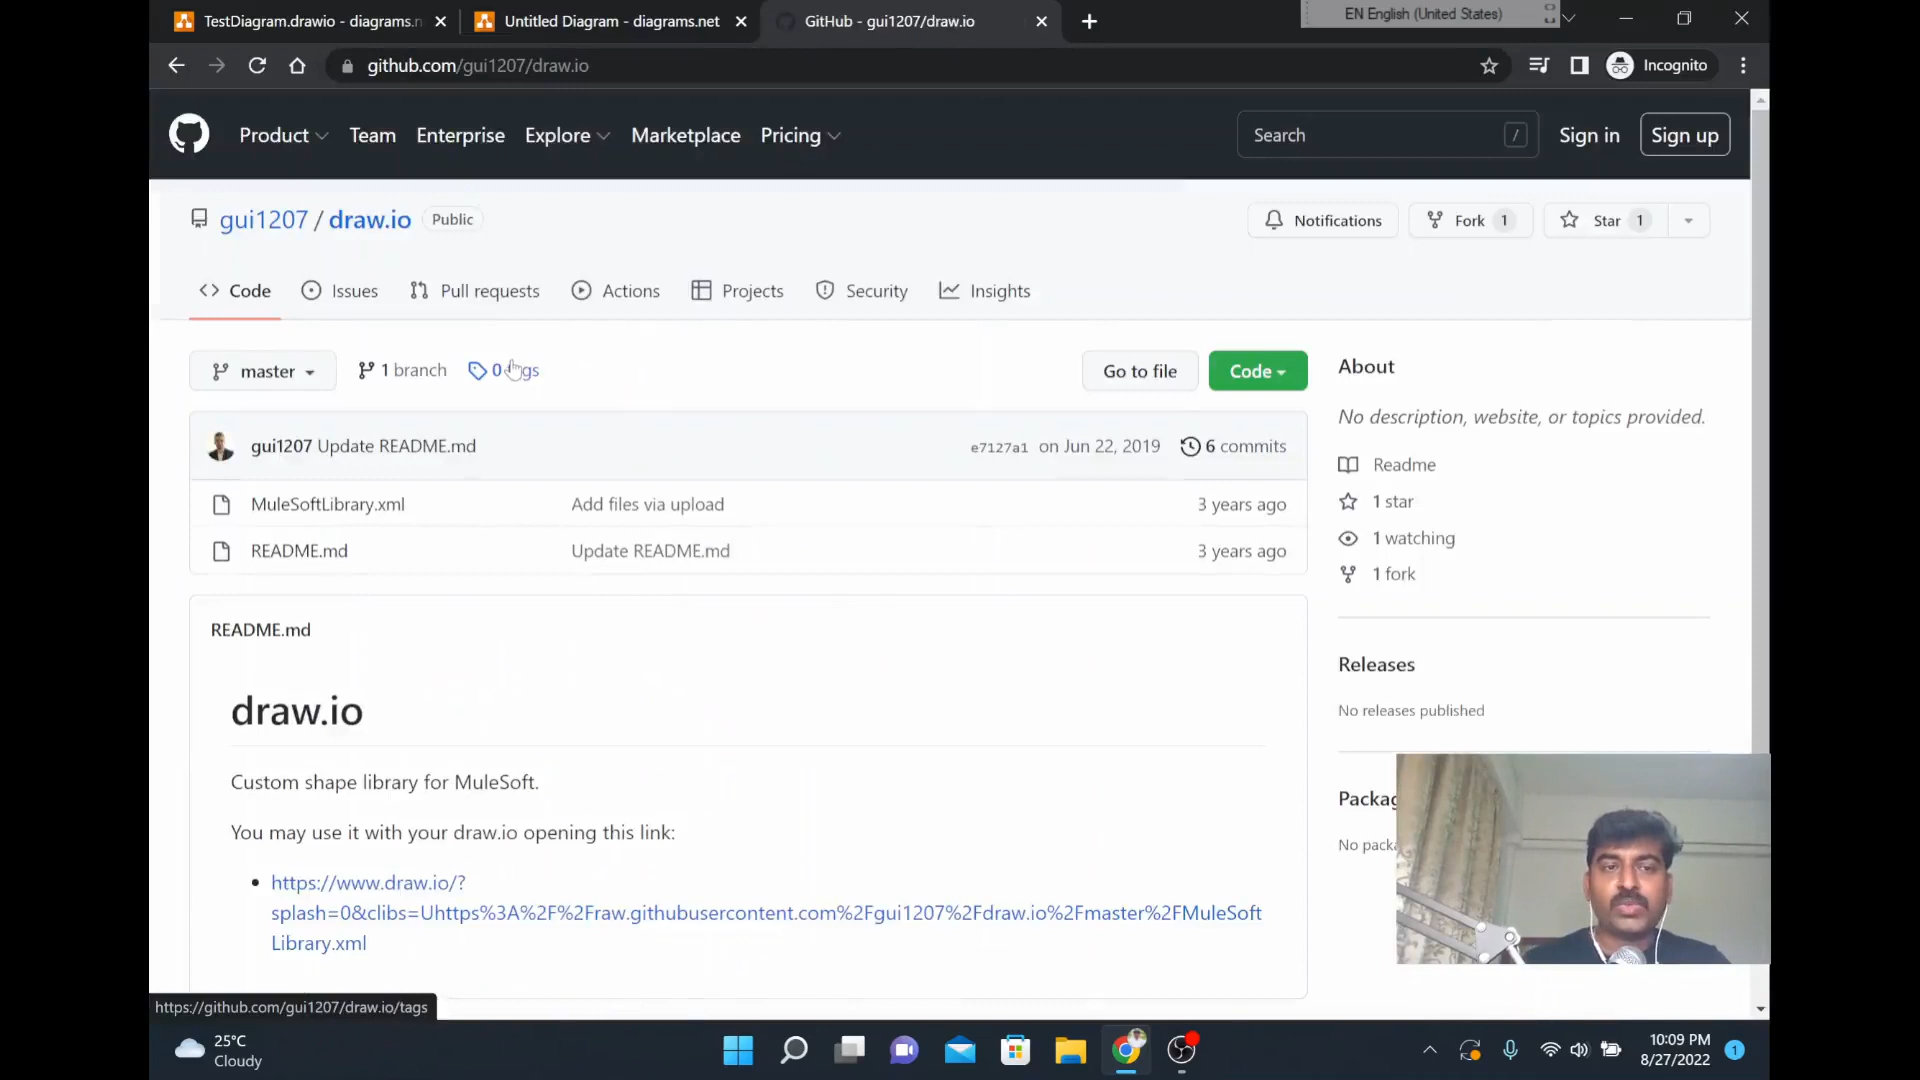 TestDiagram.drawio - diagrams.n
Untitled Diagram - diagrams.net
GitHub - gui1207/draw.io
EN English (United States)
github.com/gui1207/draw.io
Incognito
Product
Team
Enterprise
Explore
Marketplace
Pricing
Search
/
Sign in
Sign up
gui1207 / draw.io
Public
Notifications
Fork 1
Star 1
Code
Issues
Pull requests
Actions
Projects
Security
Insights
master
1 branch
0
Go to file
Code
About
No description, website, or topics provided.
gui1207 Update README.md
e7127a1 on Jun 22, 2019
6 commits
Readme
MuleSoftLibrary.xml
Add files via upload
3 years ago
1 star
README.md
Update README.md
3 years ago
1 watching
1 fork
README.md
Releases
No releases published
draw.io
Custom shape library for MuleSoft.
You may use it with your draw.io opening this link:
https://www.draw.io/?
splash=0&clibs=Uhttps%3A%2F%2Fraw.githubusercontent.com%2Fgui1207%2Fdraw.io%2Fmaster%2FMuleSoft
Library.xml
Packag
No packa
https://github.com/gui1207/draw.io/tags
25°C
Cloudy
10:09 PM
8/27/2022
1